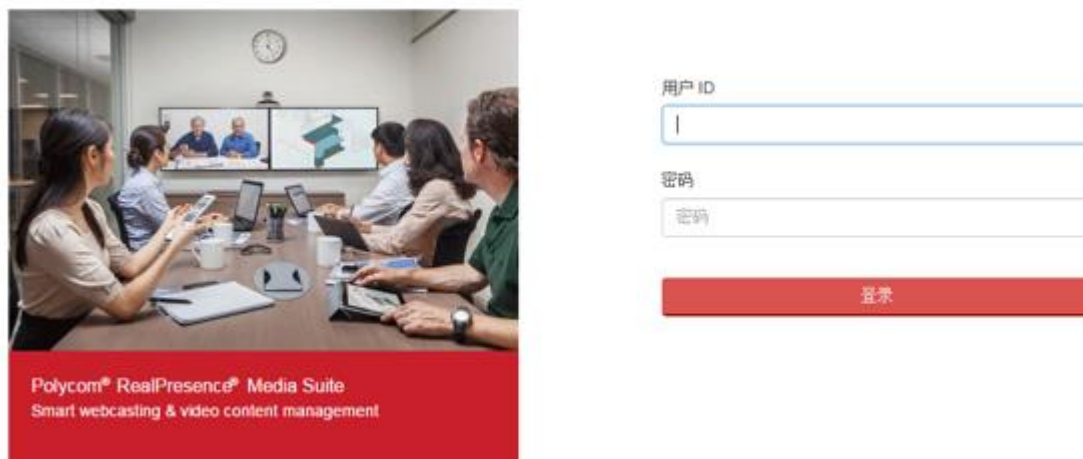 用户 ID
密码
密码
登录
Polycom® RealPresence® Media Suite
Smart webcasting & video content management